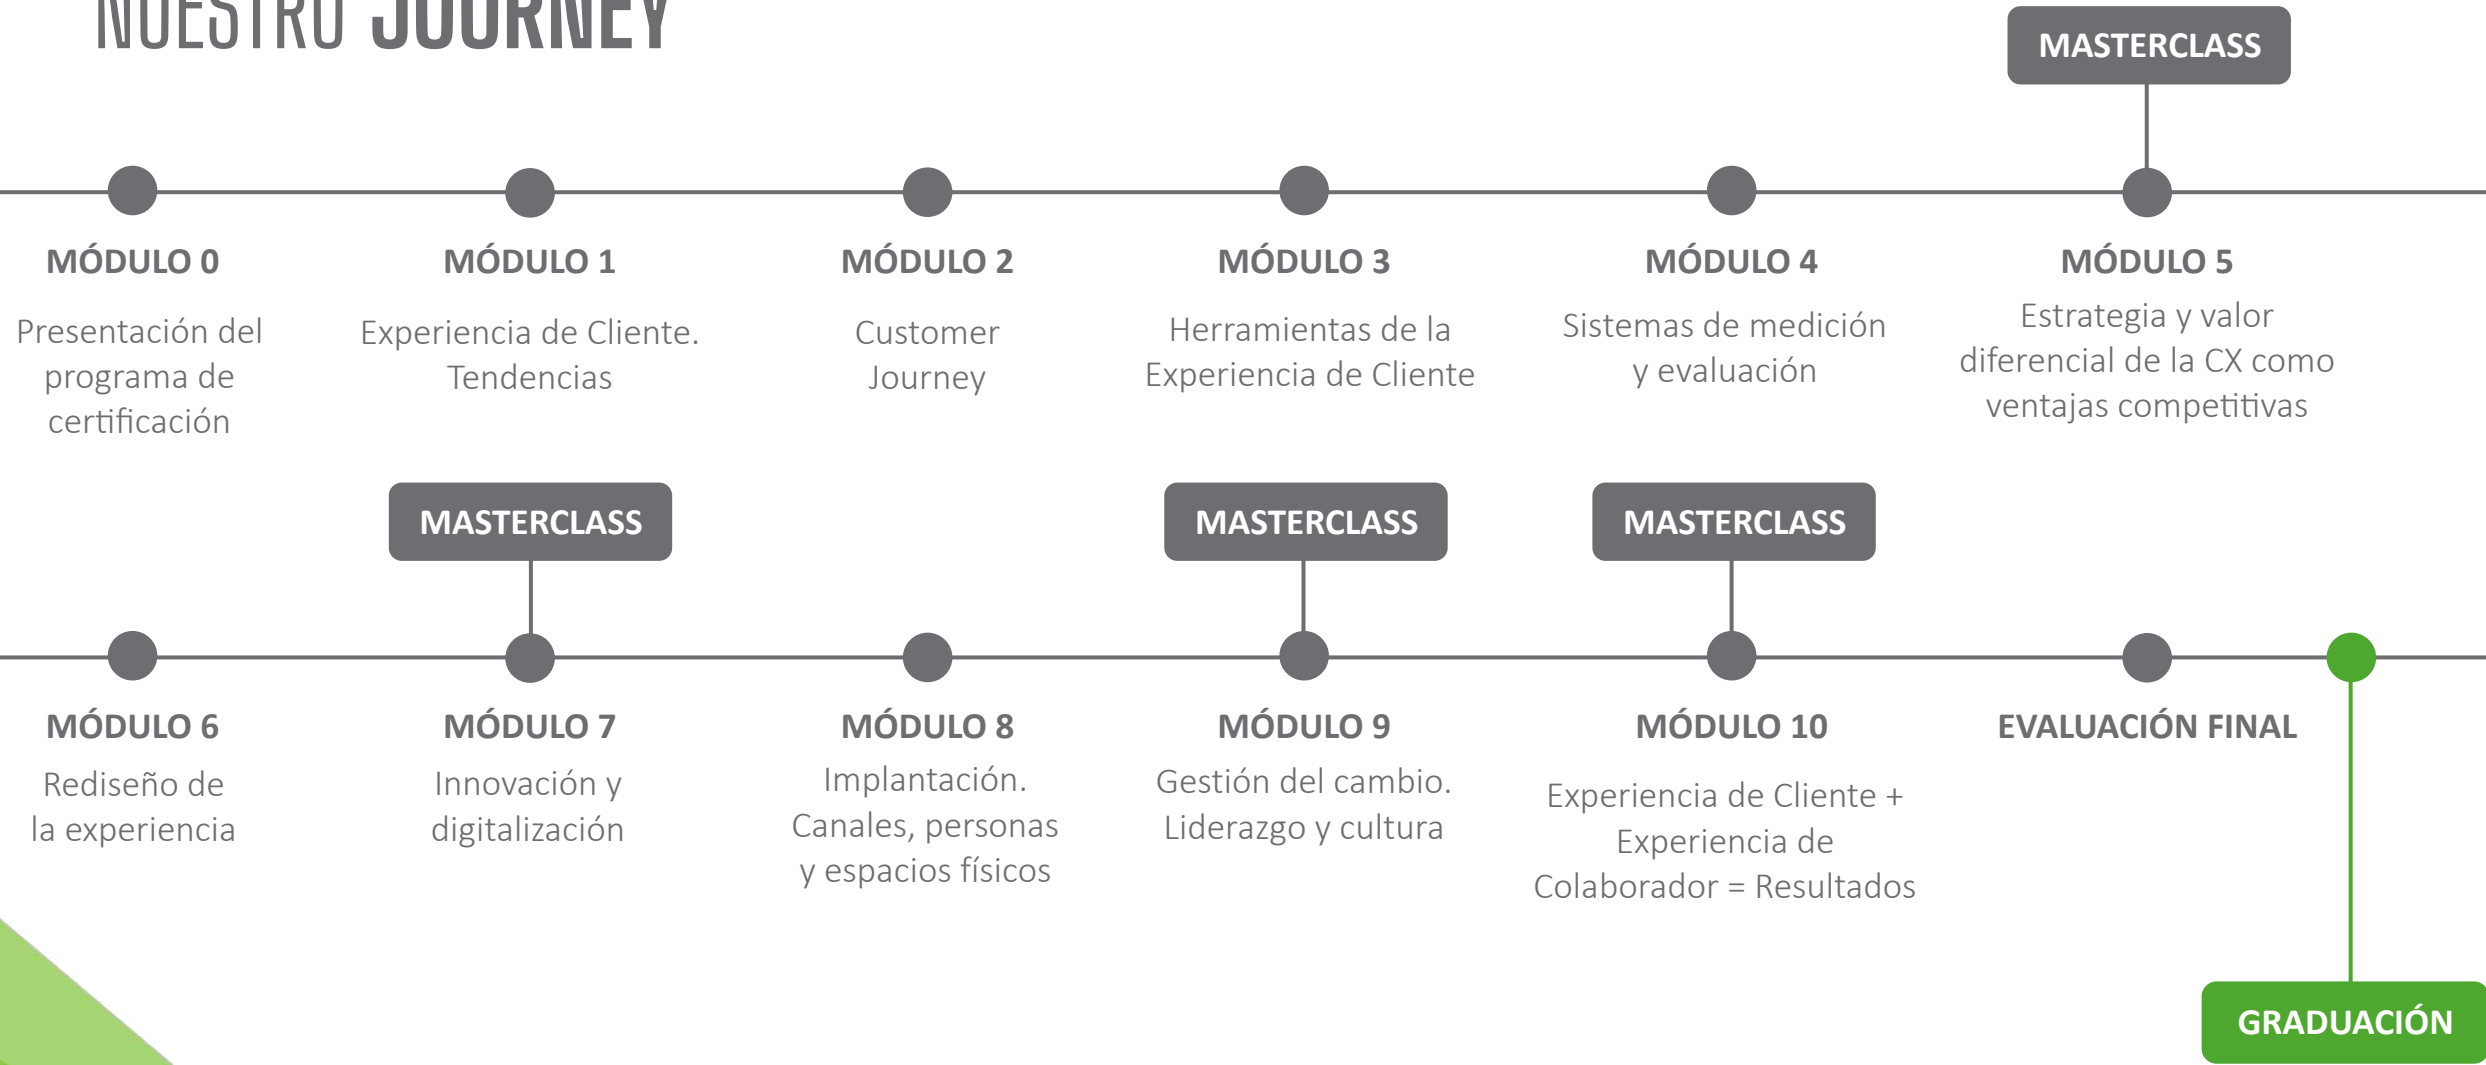 NUESTRO JOURNEY
MASTERCLASS
MÓDULO 0
Presentación del
programa de
certificación
MÓDULO 1
Experiencia de Cliente.
Tendencias
MÓDULO 2
Customer
Journey
MÓDULO 3
Herramientas de la
Experiencia de Cliente
MÓDULO 4
Sistemas de medición
y evaluación
MÓDULO 5
Estrategia y valor
diferencial de la CX como
ventajas competitivas
MASTERCLASS
MASTERCLASS
MASTERCLASS
MÓDULO 6
Rediseño de
la experiencia
MÓDULO 7
Innovación y
digitalización
MÓDULO 8
Implantación.
Canales, personas
y espacios físicos
MÓDULO 9
Gestión del cambio.
Liderazgo y cultura
MÓDULO 10
Experiencia de Cliente +
Experiencia de
Colaborador = Resultados
EVALUACIÓN FINAL
GRADUACIÓN